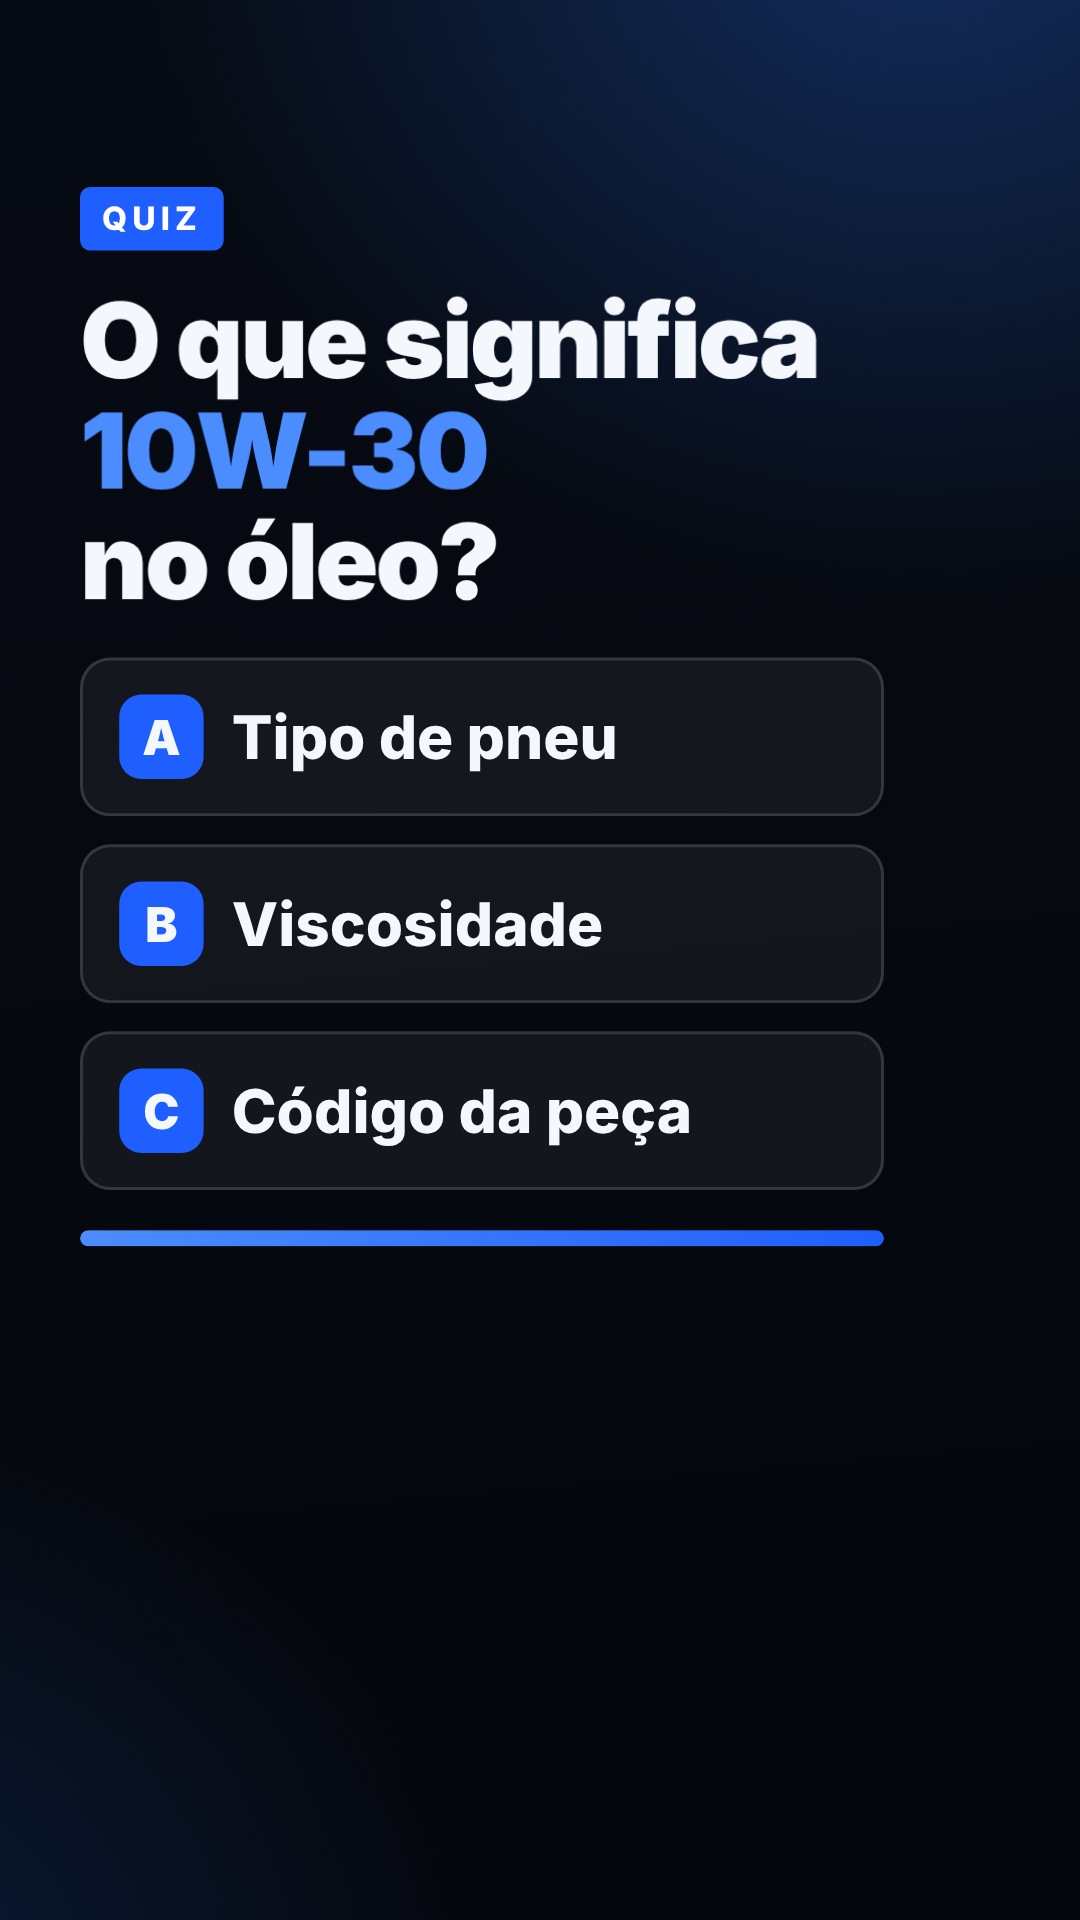 QUIZ
O que significa
10W-30
no óleo?
A Tipo de pneu
B Viscosidade
C Código da peça